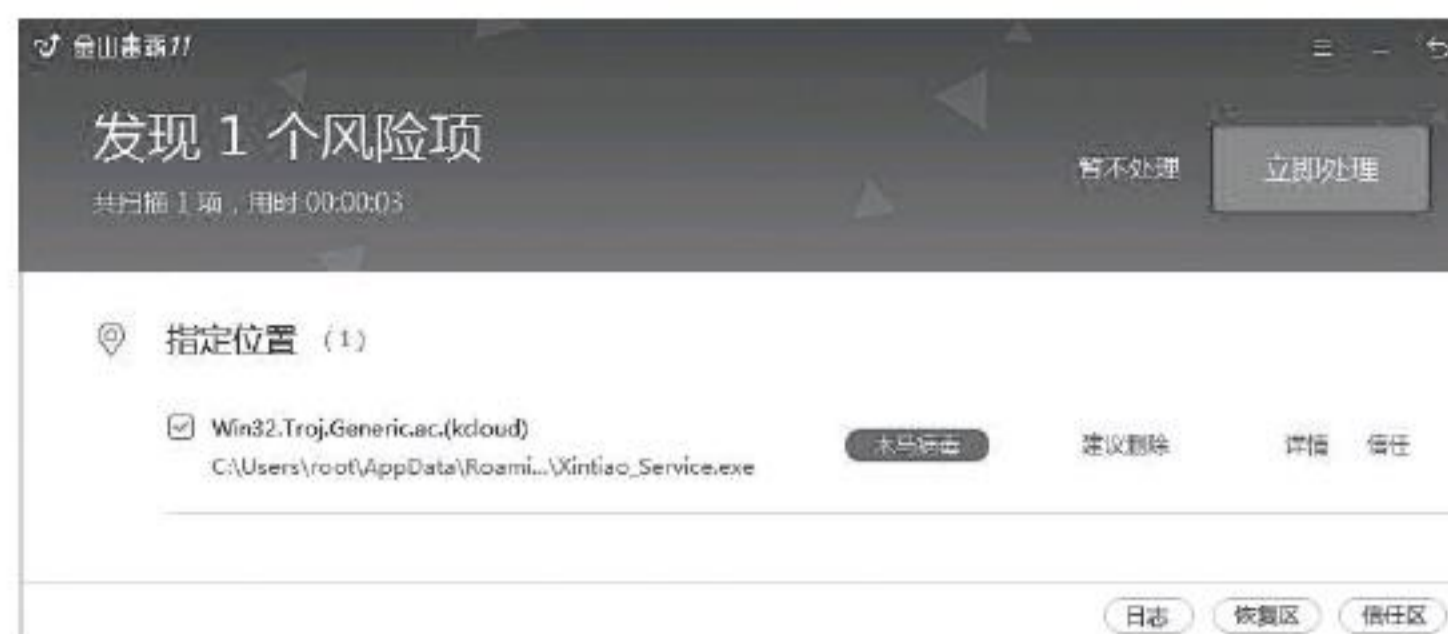 金山毒霸11
发现 1 个风险项
暂不处理
立即处理
共扫描 1 项，用时 00:00:03
指定位置 (1)
Win32.Troj.Generic.ac.(kcloud)
木马病毒
建议删除
详情
信任
C:\Users\root\AppData\Roami...\Xintiao_Service.exe
日志
恢复区
信任区